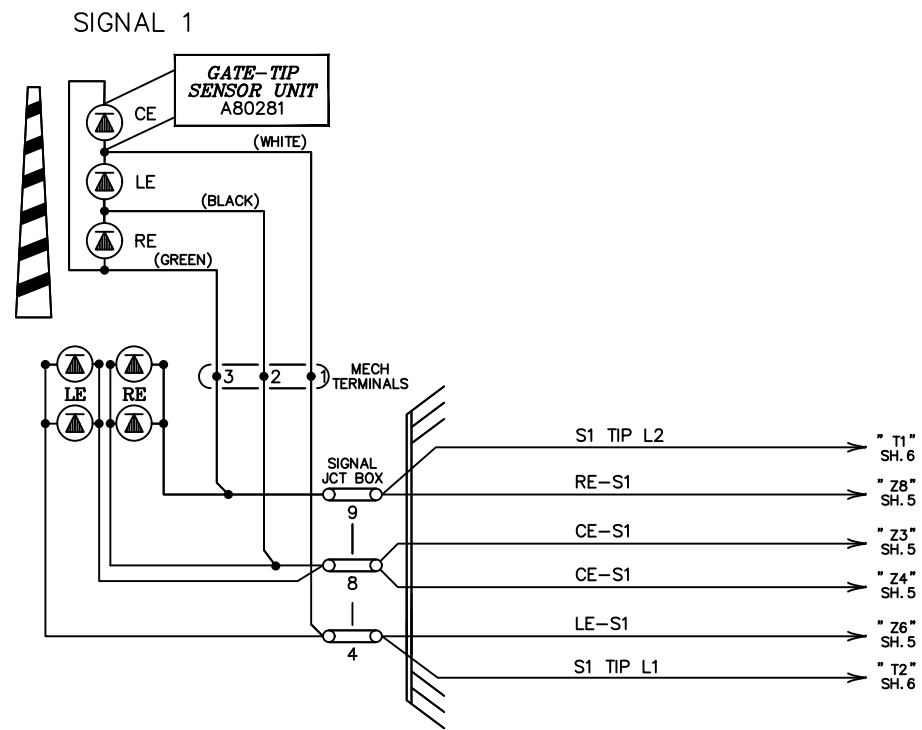 SIGNAL 1
GATE-TIP
SENSOR UNIT
A80281
CE
(WHITE)
LE
(BLACK)
RE
(GREEN)
LE
RE
3
2
1
MECH
TERMINALS
SIGNAL
JCT BOX
9
8
4
S1 TIP L2
"T1"
SH.6
RE-S1
"Z8"
SH.5
CE-S1
"Z3"
SH.5
CE-S1
"Z4"
SH.5
LE-S1
"Z6"
SH.5
S1 TIP L1
"T2"
SH.6